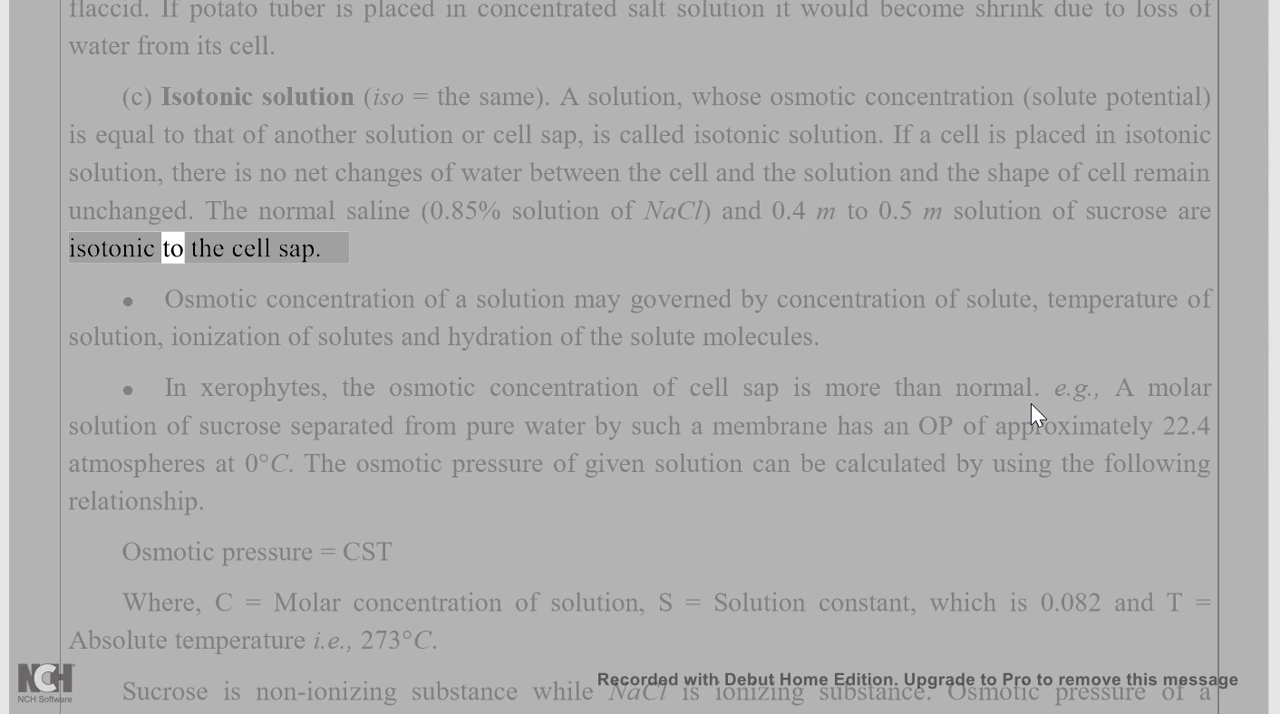 flaccid. If potato tuber is placed in concentrated salt solution it would become shrink due to loss of
water from its cell.
(c) Isotonic solution (iso = the same). A solution, whose osmotic concentration (solute potential)
is equal to that of another solution or cell sap, is called isotonic solution. If a cell is placed in isotonic
solution, there is no net changes of water between the cell and the solution and the shape of cell remain
unchanged. The normal saline (0.85% solution of NaCl) and 0.4 m to 0.5 m solution of sucrose are
isotonic to the cell sap.
• Osmotic concentration of a solution may governed by concentration of solute, temperature of
solution, ionization of solutes and hydration of the solute molecules.
• In xerophytes, the osmotic concentration of cell sap is more than normal. e.g., A molar
solution of sucrose separated from pure water by such a membrane has an OP of approximately 22.4
atmospheres at 0°C. The osmotic pressure of given solution can be calculated by using the following
relationship.
Osmotic pressure = CST
Where, C = Molar concentration of solution, S = Solution constant, which is 0.082 and T =
Absolute temperature i.e., 273°C.
Sucrose is non-ionizing substance while NaCl is ionizing substance. Osmotic pressure of a
NCH
NCH Software
Recorded with Debut Home Edition. Upgrade to Pro to remove this message